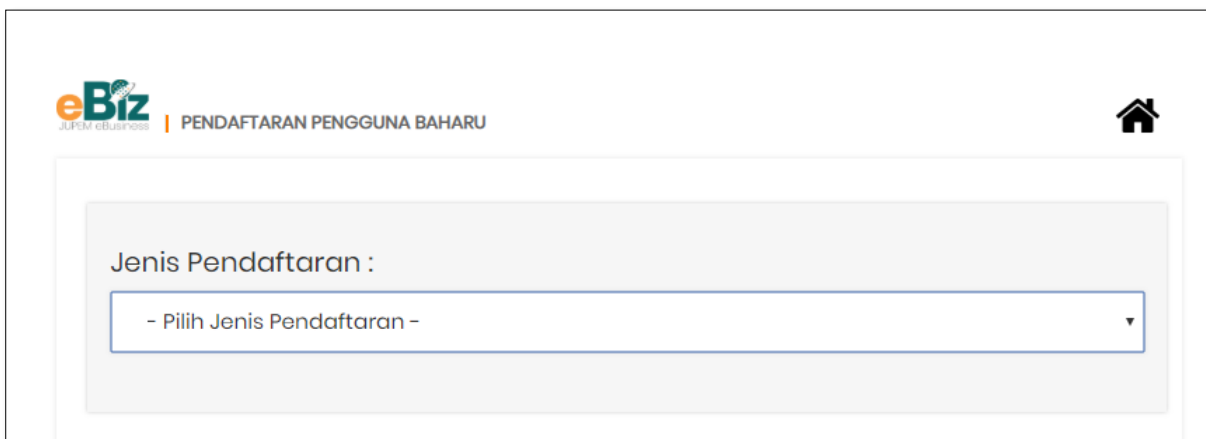 eBiz
JUPEM eBusiness
| PENDAFTARAN PENGGUNA BAHARU
Jenis Pendaftaran :
- Pilih Jenis Pendaftaran -